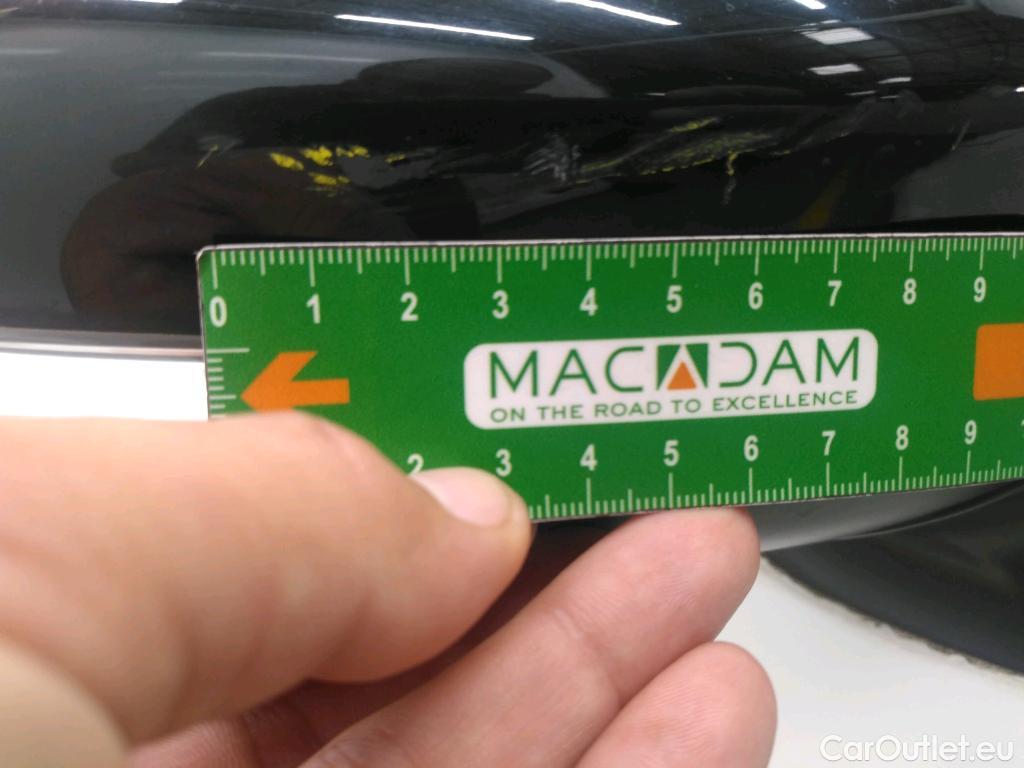 0 1 2 3 4 5 6 7 8 9
MACADAM
ON THE ROAD TO EXCELLENCE
2 3 4 5 6 7 8 9
CarOutlet.eu